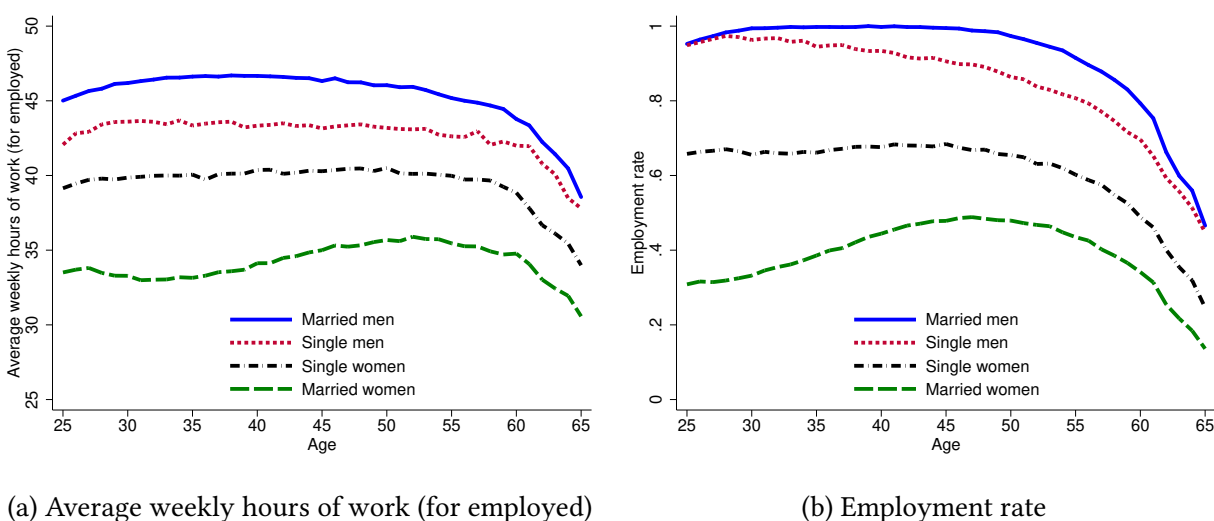 Average weekly hours of work (for employed)
50
45
40
35
30
25
Married men
Single men
Single women
Married women
25 30 35 40 45 50 55 60 65
Age
(a) Average weekly hours of work (for employed)
Employment rate
1
.8
.6
.4
.2
0
Married men
Single men
Single women
Married women
25 30 35 40 45 50 55 60 65
Age
(b) Employment rate